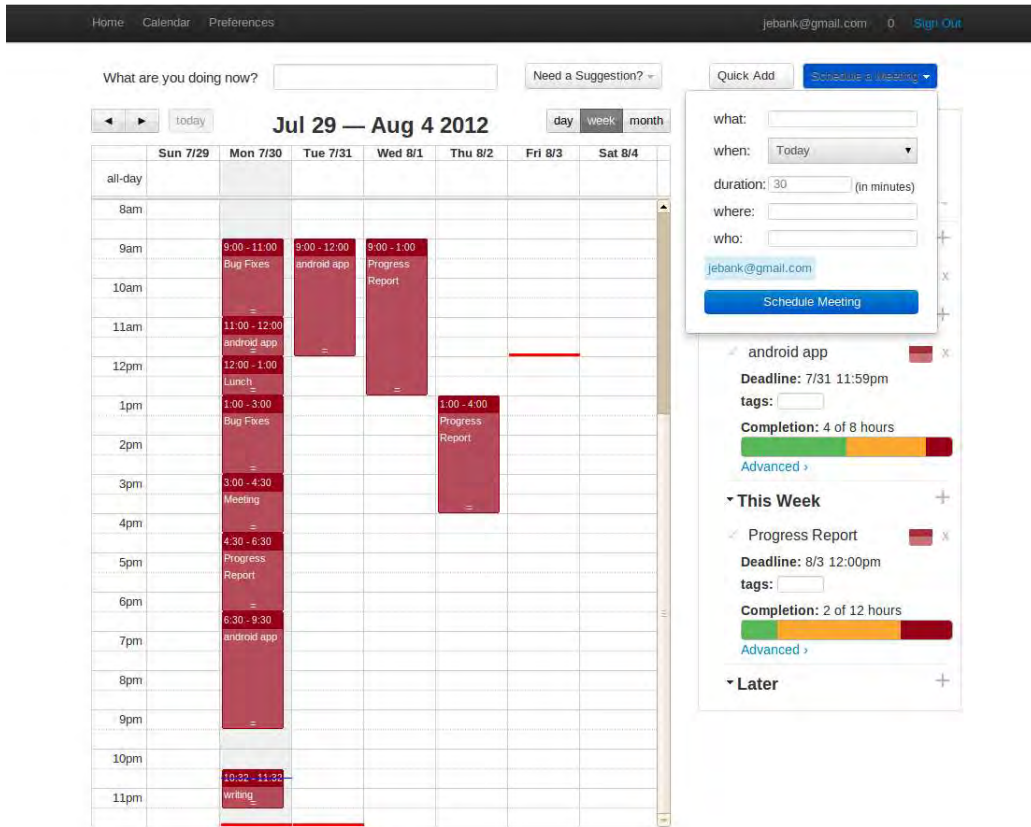 Home Calendar Preferences jebank@gmail.com 0 Sign Out
What are you doing now? Need a Suggestion? Quick Add Schedule a Meeting
◄ ► today Jul 29 — Aug 4 2012 day week month
Sun 7/29 Mon 7/30 Tue 7/31 Wed 8/1 Thu 8/2 Fri 8/3 Sat 8/4
all-day
8am
9am
10am
11am
12pm
1pm
2pm
3pm
4pm
5pm
6pm
7pm
8pm
9pm
10pm
11pm
9:00 - 11:00
Bug Fixes
11:00 - 12:00
android app
12:00 - 1:00
Lunch
1:00 - 3:00
Bug Fixes
3:00 - 4:30
Meeting
4:30 - 6:30
Progress
Report
6:30 - 9:30
android app
10:32 - 11:32
writing
9:00 - 12:00
android app
9:00 - 1:00
Progress
Report
1:00 - 4:00
Progress
Report
what:
when: Today
duration: 30 (in minutes)
where:
who:
jebank@gmail.com
Schedule Meeting
x
android app x
Deadline: 7/31 11:59pm
tags:
Completion: 4 of 8 hours
Advanced ›
This Week +
Progress Report x
Deadline: 8/3 12:00pm
tags:
Completion: 2 of 12 hours
Advanced ›
Later +